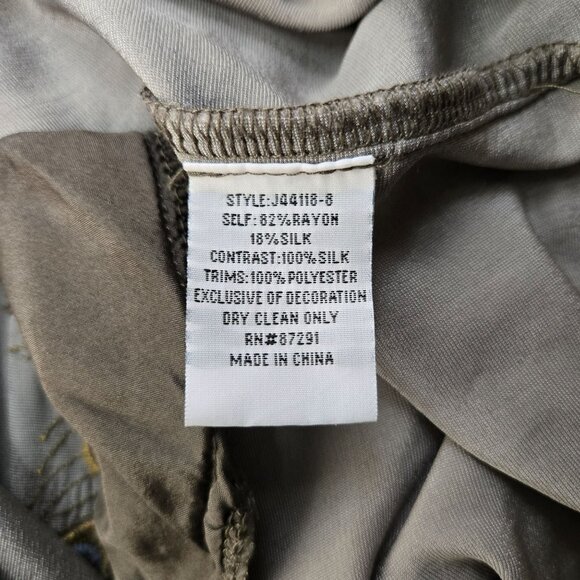 STYLE:J44118-8
SELF:82%RAYON
18%SILK
CONTRAST:100%SILK
TRIMS:100%POLYESTER
EXCLUSIVE OF DECORATION
DRY CLEAN ONLY
RN#87291
MADE IN CHINA